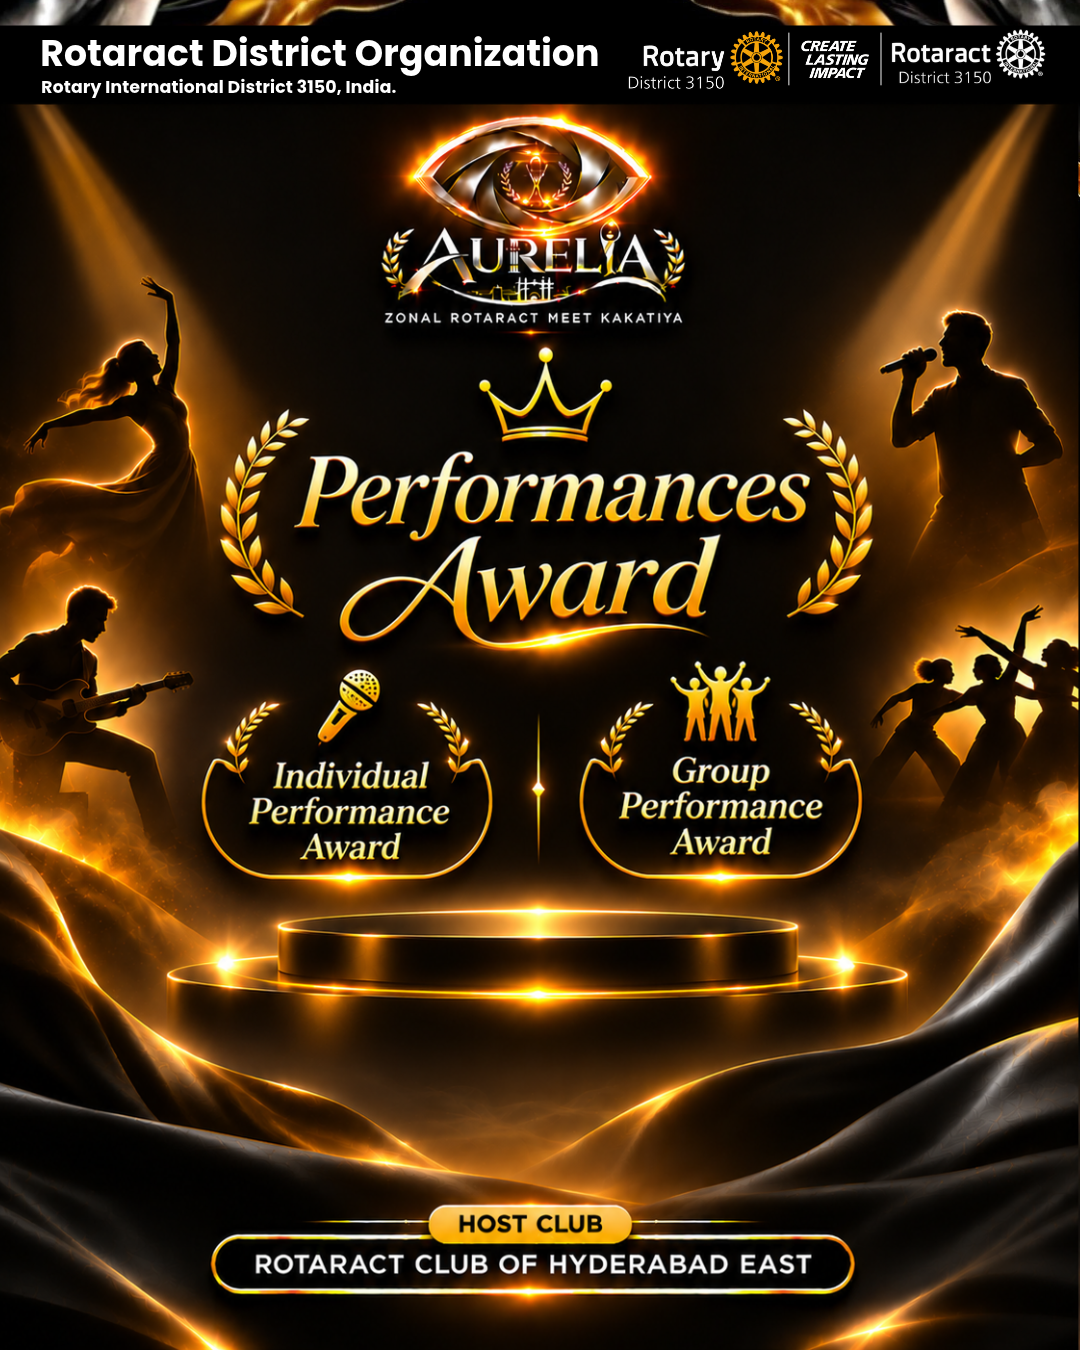 Rotaract District Organization
Rotary International District 3150, India.
Rotary
District 3150
CREATE
LASTING
IMPACT
Rotaract
District 3150
AURELIA
ZONAL ROTARACT MEET KAKATIYA
Performances
Award
Individual
Performance
Award
Group
Performance
Award
HOST CLUB
ROTARACT CLUB OF HYDERABAD EAST